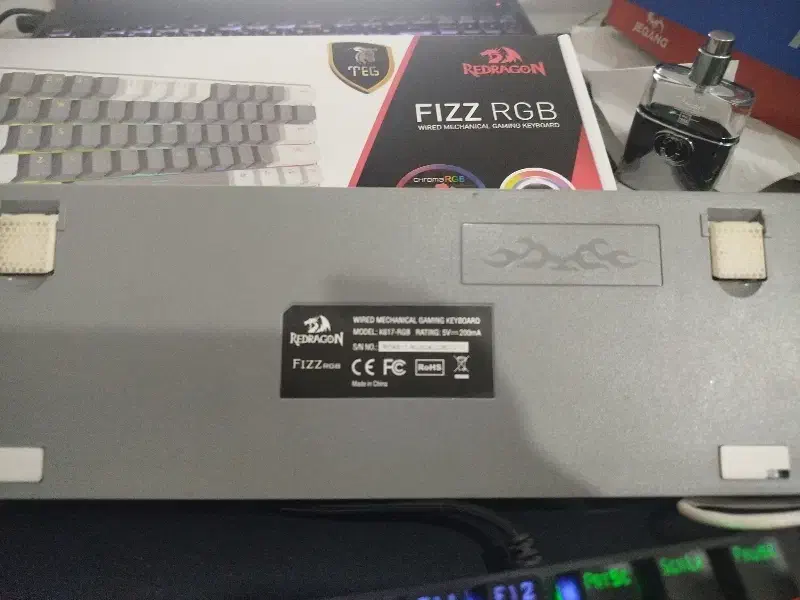 TEG
REDRAGON
FIZZ RGB
WIRED MECHANICAL GAMING KEYBOARD
CHROMA RGB
JEQANG
REDRAGON
FIZZ RGB
WIRED MECHANICAL GAMING KEYBOARD
MODEL: K617-RGB RATING: 5V⎓200mA
S/N NO.:
CE FC RoHS
Made in China
F12
PrtSc
ScrLk
Pause